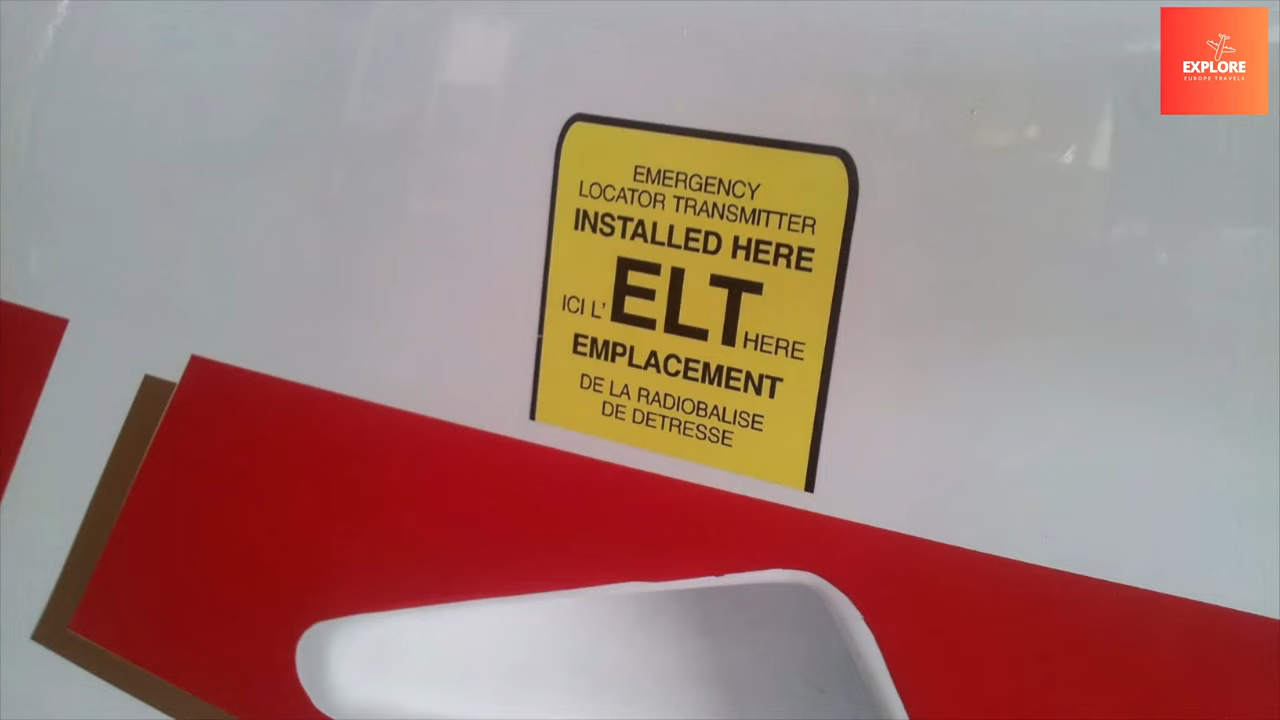 EXPLORE
EUROPE TRAVELS
EMERGENCY
LOCATOR TRANSMITTER
INSTALLED HERE
ICI L' ELT HERE
EMPLACEMENT
DE LA RADIOBALISE
DE DETRESSE